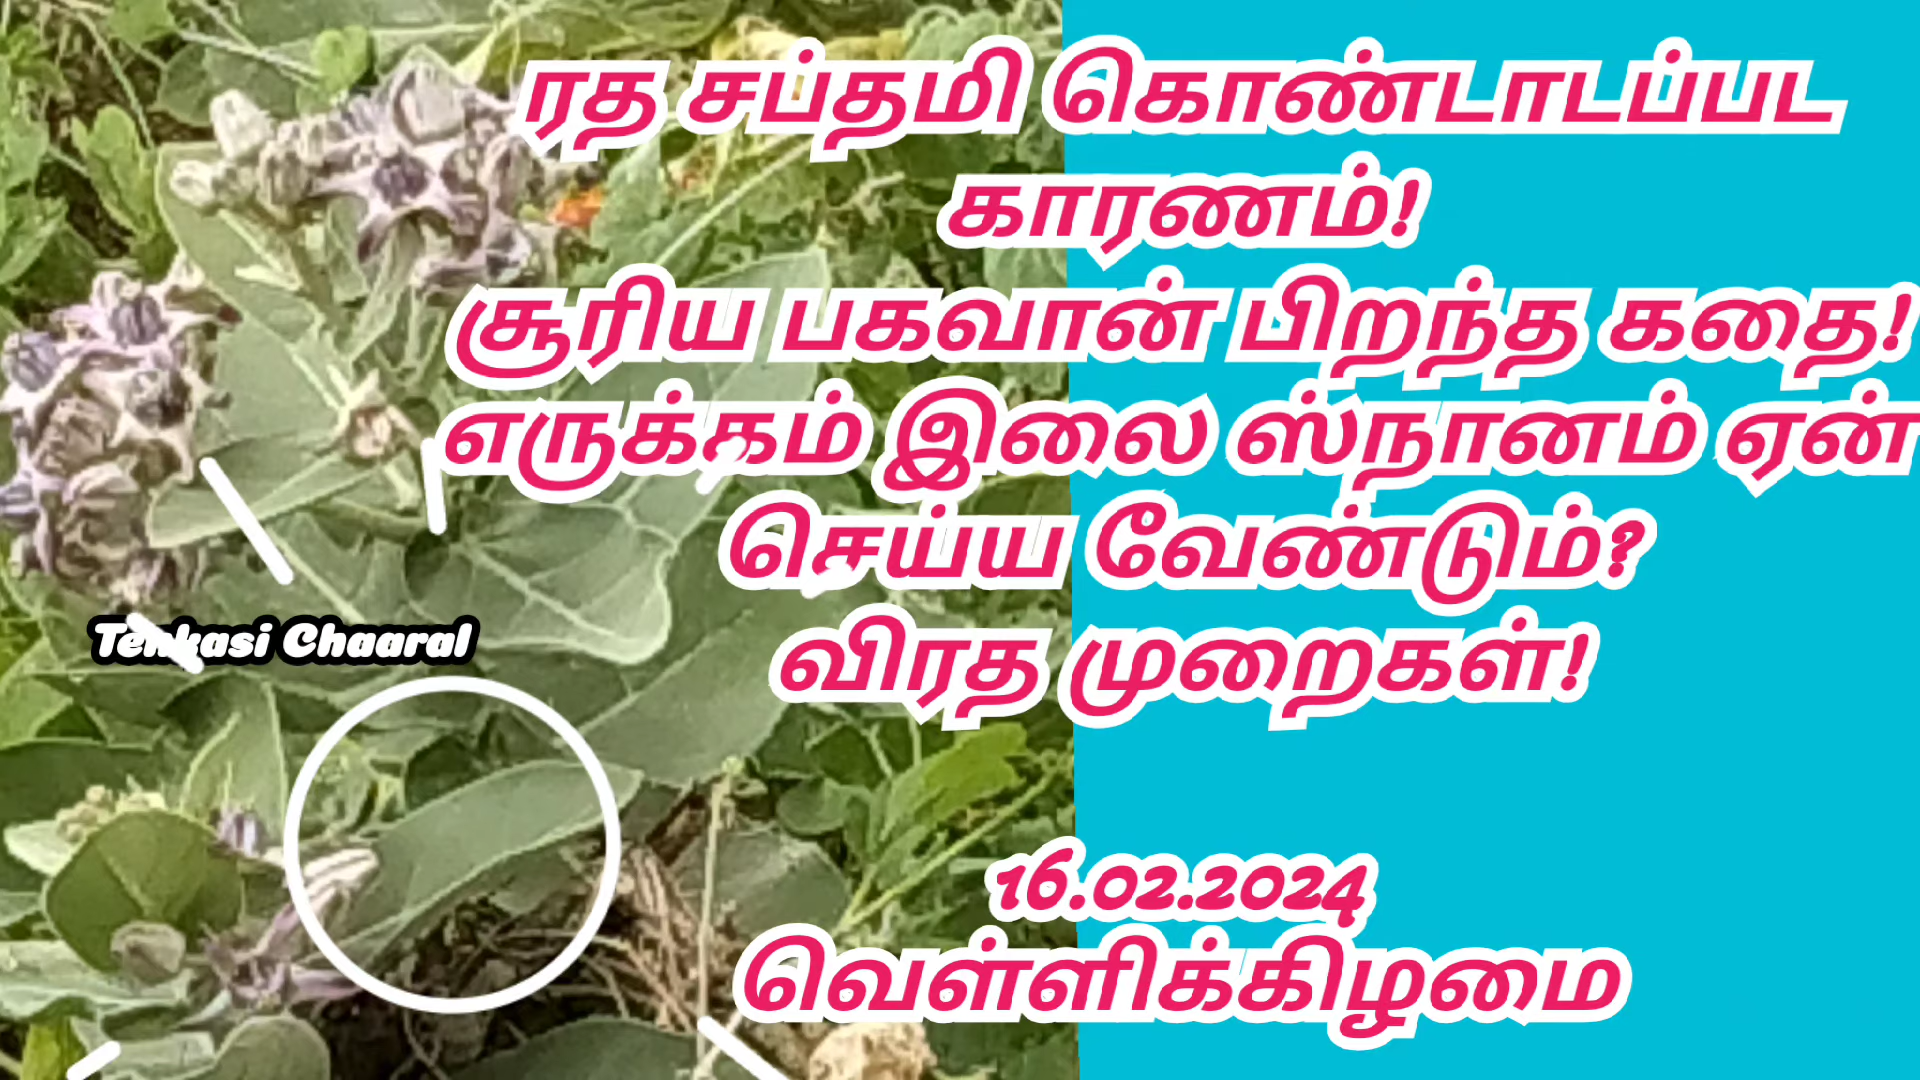 ரத சப்தமி கொண்டாடப்பட
காரணம்!
சூரிய பகவான் பிறந்த கதை!
எருக்கம் இலை ஸ்நானம் ஏன்
செய்ய வேண்டும்?
விரத முறைகள்!
Tenkasi Chaaral
16.02.2024
வெள்ளிக்கிழமை